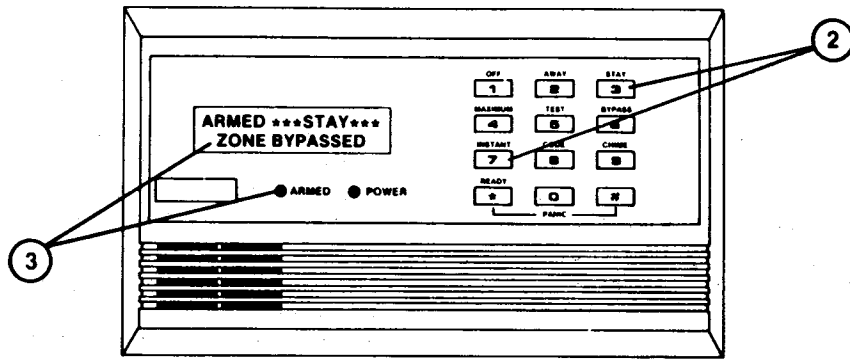 2
OFF AWAY STAY
1 2 3
ARMED ***STAY***
ZONE BYPASSED
MAXIMUM TEST BYPASS
4 5 6
INSTANT CODE CHIME
7 8 9
READY
* 0 #
PANIC
ARMED POWER
3